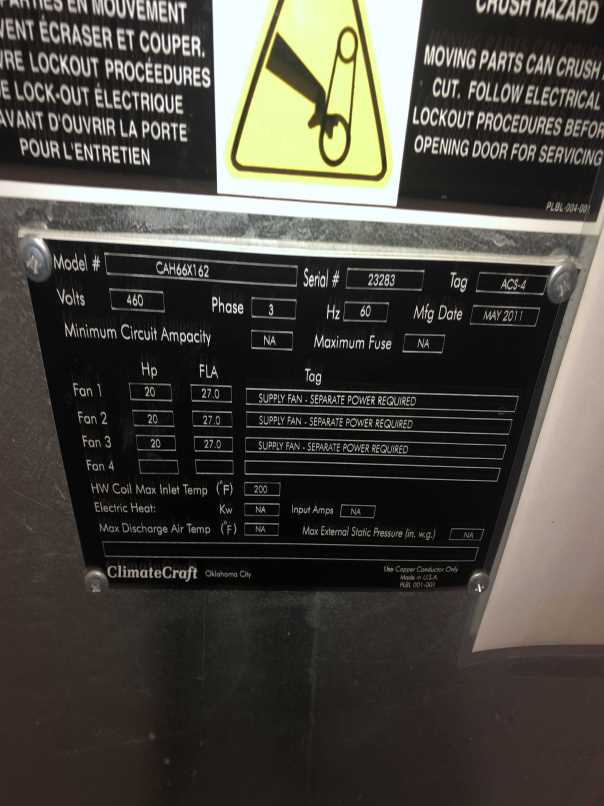 PARTIES EN MOUVEMENT
VENT ÉCRASER ET COUPER.
VRE LOCKOUT PROCÉEDURES
E LOCK-OUT ÉLECTRIQUE
AVANT D'OUVRIR LA PORTE
POUR L'ENTRETIEN
CRUSH HAZARD
MOVING PARTS CAN CRUSH
CUT. FOLLOW ELECTRICAL
LOCKOUT PROCEDURES BEFOR
OPENING DOOR FOR SERVICING
PLBL-004-001
Model # CAH66X162 Serial # 23283 Tag ACS-4
Volts 460 Phase 3 Hz 60 Mfg Date MAY 2011
Minimum Circuit Ampacity NA Maximum Fuse NA
Hp FLA Tag
Fan 1 20 27.0 SUPPLY FAN - SEPARATE POWER REQUIRED
Fan 2 20 27.0 SUPPLY FAN - SEPARATE POWER REQUIRED
Fan 3 20 27.0 SUPPLY FAN - SEPARATE POWER REQUIRED
Fan 4
HW Coil Max Inlet Temp (°F) 200
Electric Heat: Kw NA Input Amps NA
Max Discharge Air Temp (°F) NA Max External Static Pressure (in. w.g.) NA
ClimateCraft Oklahoma City
Use Copper Conductor Only
Made in U.S.A
PLBL 001-001